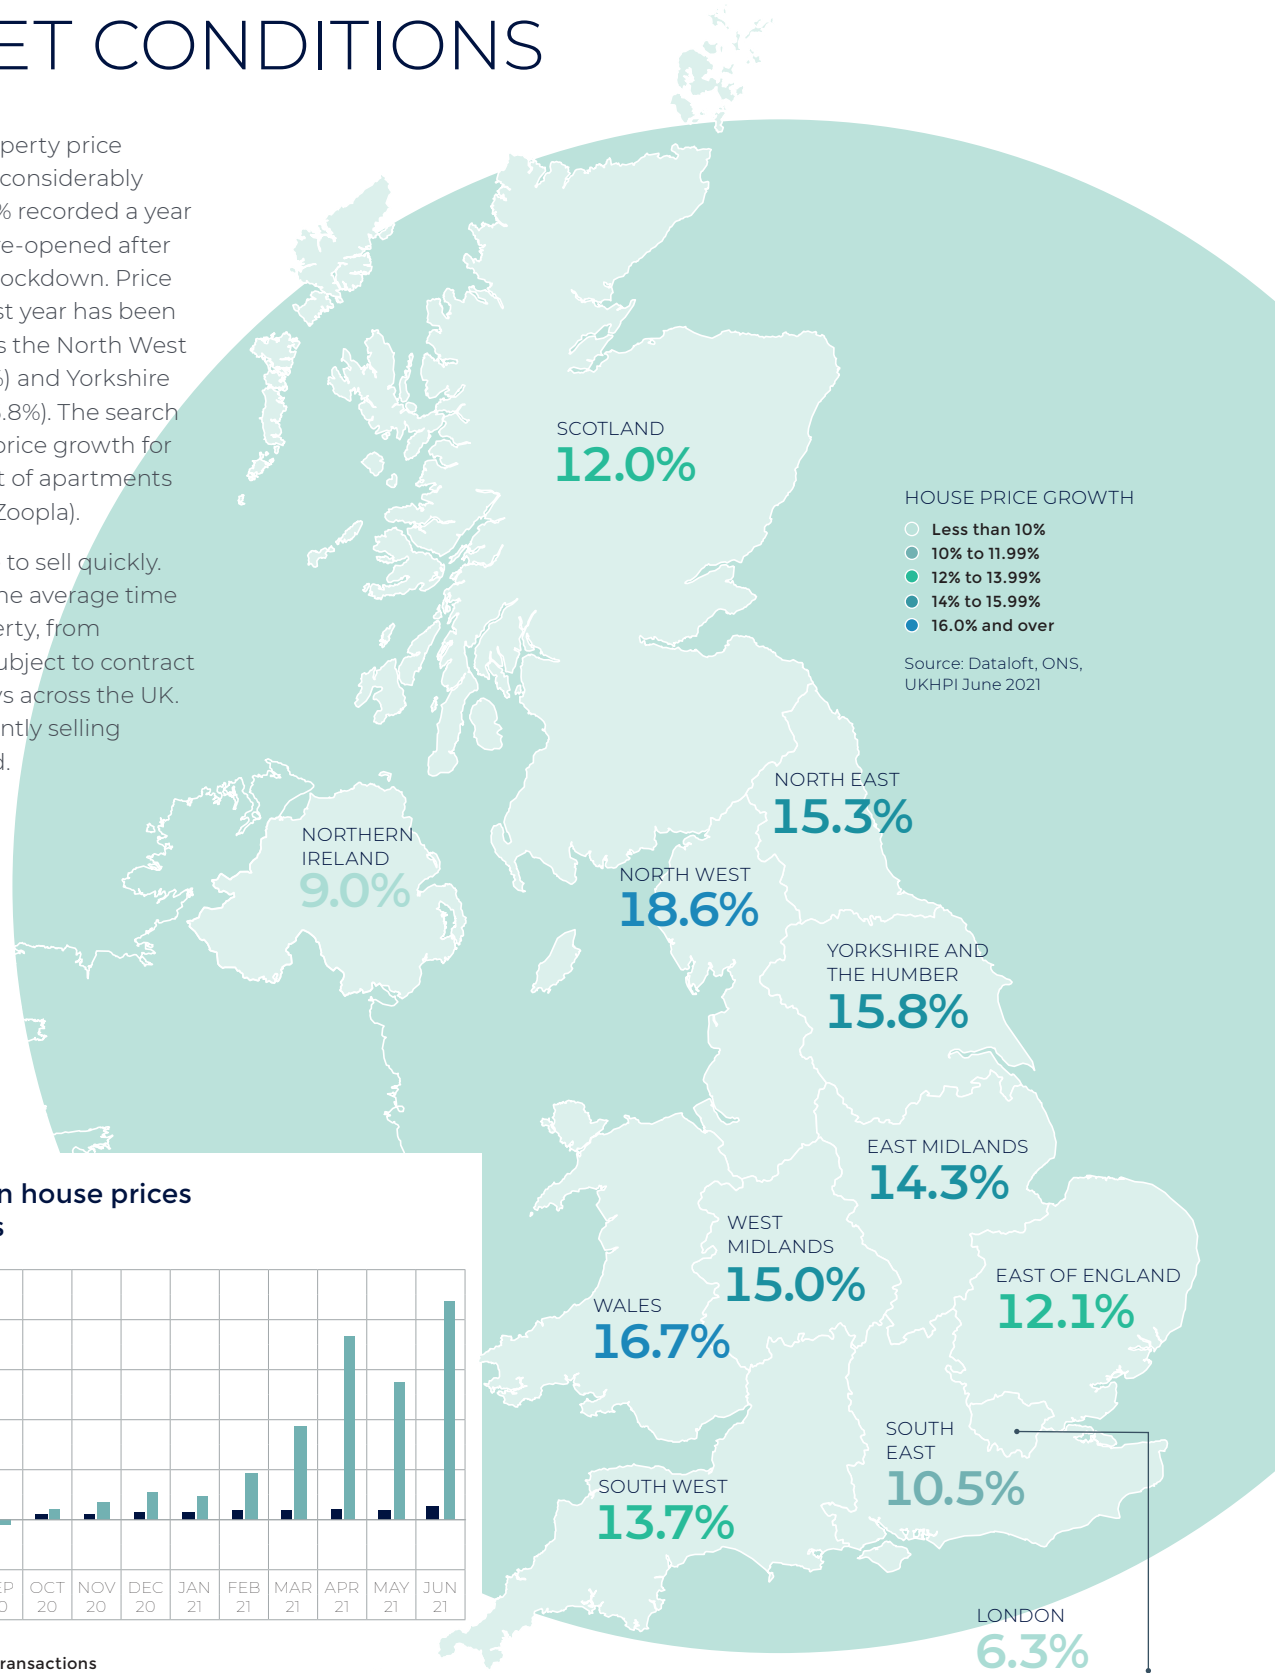 ET CONDITIONS
perty price
considerably
% recorded a year
e-opened after
ockdown. Price
st year has been
s the North West
%) and Yorkshire
.8%). The search
price growth for
t of apartments
Zoopla).
to sell quickly.
ne average time
erty, from
ubject to contract
ys across the UK.
ntly selling
d.
SCOTLAND
12.0%
HOUSE PRICE GROWTH
Less than 10%
10% to 11.99%
12% to 13.99%
14% to 15.99%
16.0% and over
Source: Dataloft, ONS,
UKHPI June 2021
NORTH EAST
15.3%
NORTHERN
IRELAND
9.0%
NORTH WEST
18.6%
YORKSHIRE AND
THE HUMBER
15.8%
EAST MIDLANDS
14.3%
WEST
MIDLANDS
15.0%
EAST OF ENGLAND
12.1%
WALES
16.7%
SOUTH
EAST
10.5%
SOUTH WEST
13.7%
LONDON
6.3%
n house prices
s
EP OCT NOV DEC JAN FEB MAR APR MAY JUN
0 20 20 20 21 21 21 21 21 21
ransactions